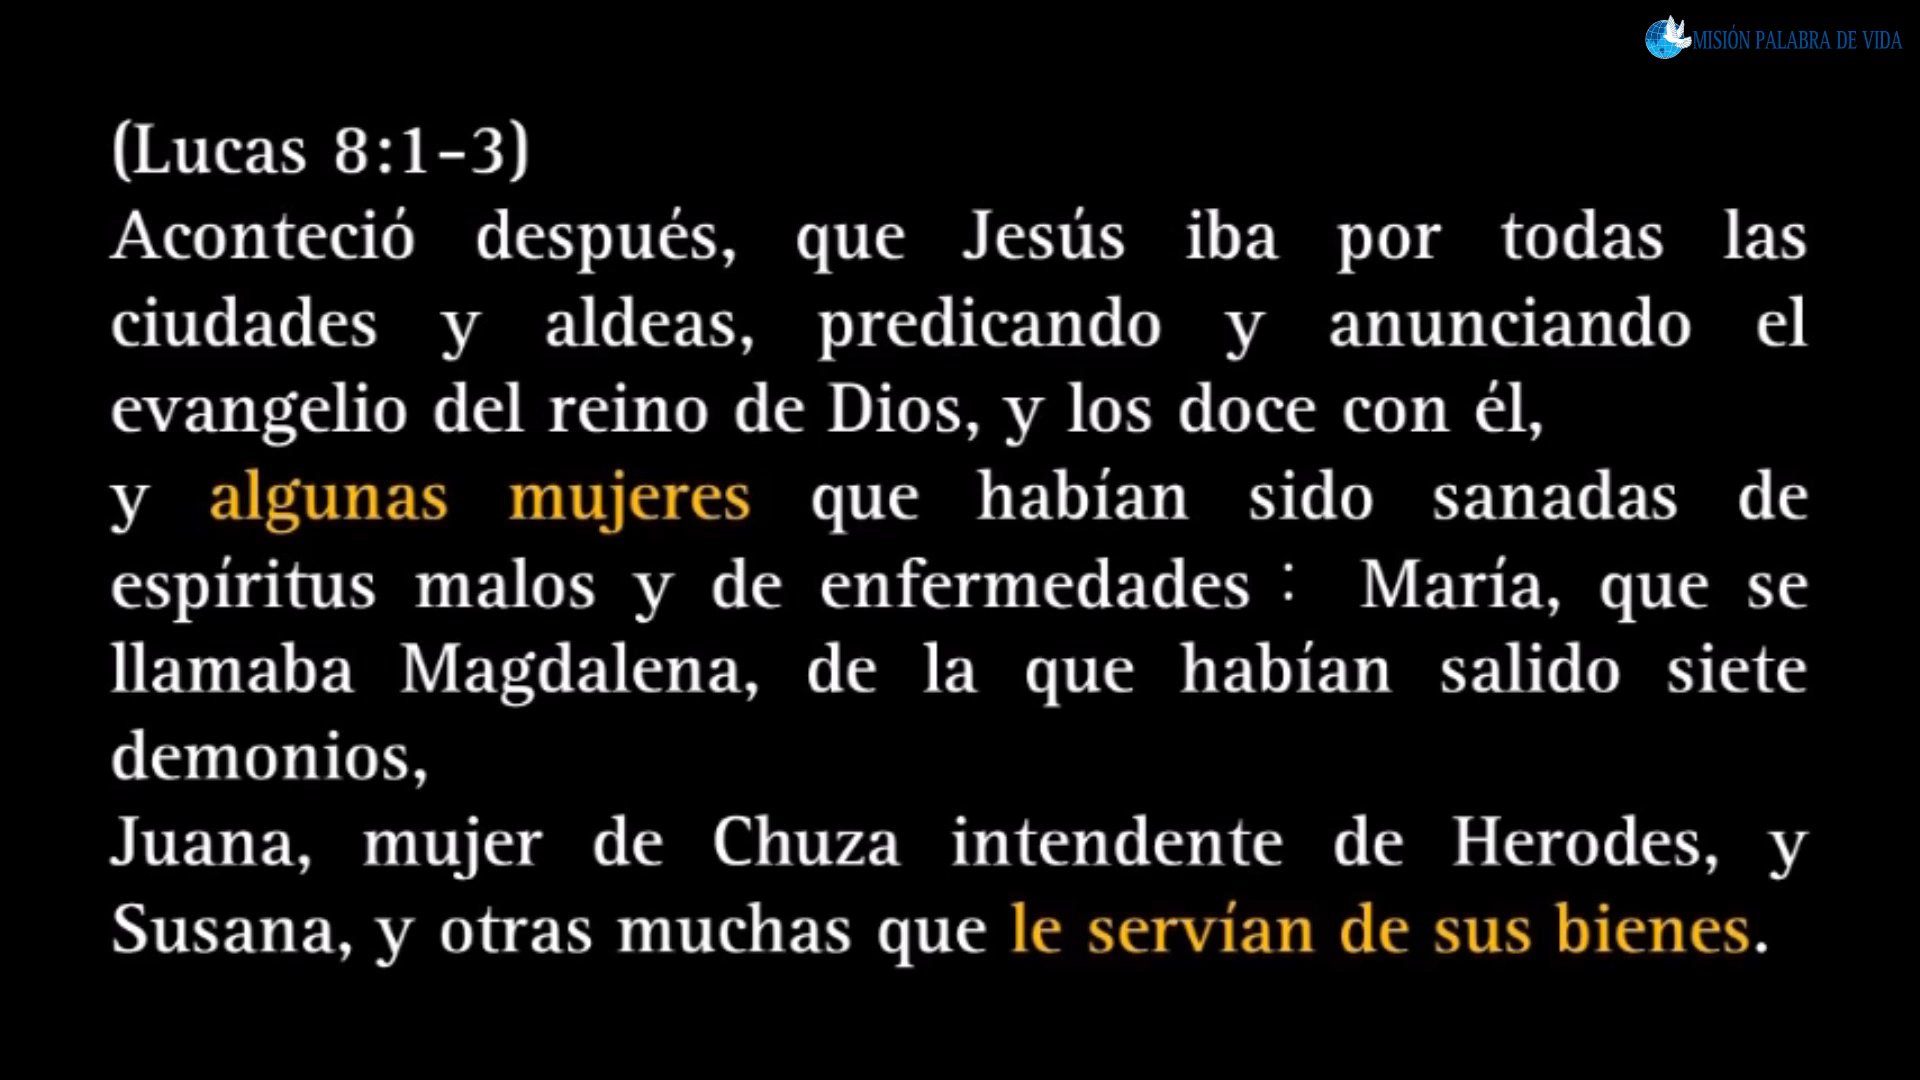 MISIÓN PALABRA DE VIDA
(Lucas 8:1-3)
Aconteció después, que Jesús iba por todas las
ciudades y aldeas, predicando y anunciando el
evangelio del reino de Dios, y los doce con él,
y algunas mujeres que habían sido sanadas de
espíritus malos y de enfermedades : María, que se
llamaba Magdalena, de la que habían salido siete
demonios,
Juana, mujer de Chuza intendente de Herodes, y
Susana, y otras muchas que le servían de sus bienes.